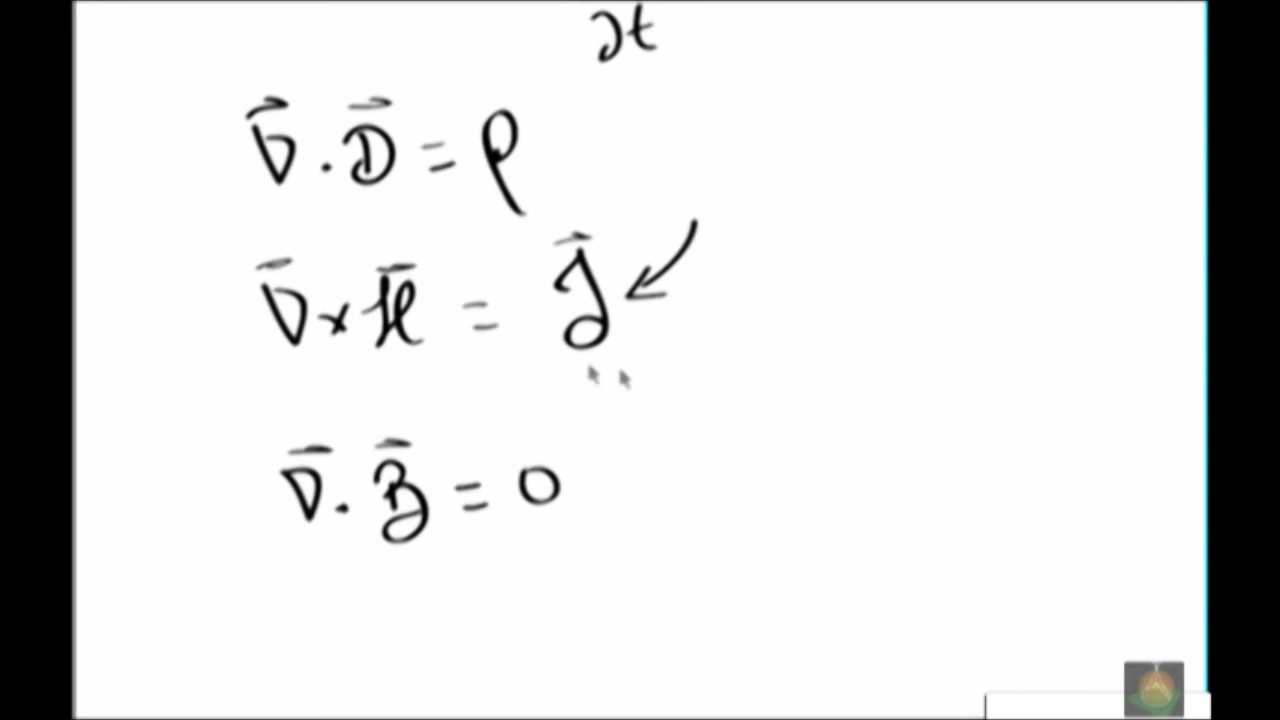 ∂t
∇⃗ . D⃗ = ρ
∇⃗ × H⃗ = J⃗
∇⃗ . B⃗ = 0